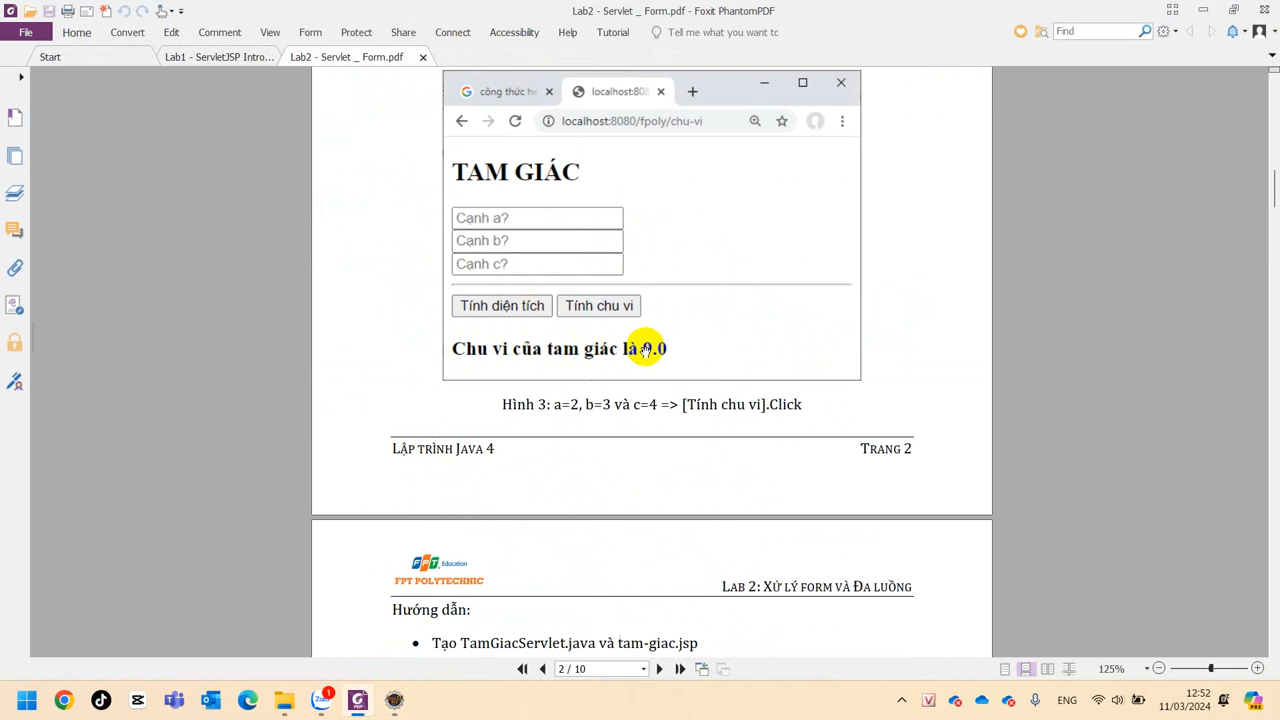 Lab2 - Servlet _ Form.pdf - Foxit PhantomPDF
File Home Convert Edit Comment View Form Protect Share Connect Accessibility Help Tutorial Tell me what you want to Find
Start Lab1 - ServletJSP Intro... Lab2 - Servlet _ Form.pdf
công thức he localhost:808
localhost:8080/fpoly/chu-vi
TAM GIÁC
Cạnh a?
Cạnh b?
Cạnh c?
Tính diện tích Tính chu vi
Chu vi của tam giác là 9.0
Hình 3: a=2, b=3 và c=4 => [Tính chu vi].Click
LẬP TRÌNH JAVA 4 TRANG 2
FPT Education
FPT POLYTECHNIC
LAB 2: XỬ LÝ FORM VÀ ĐA LUỒNG
Hướng dẫn:
• Tạo TamGiacServlet.java và tam-giac.jsp
2 / 10 125%
1 ENG 12:52
11/03/2024